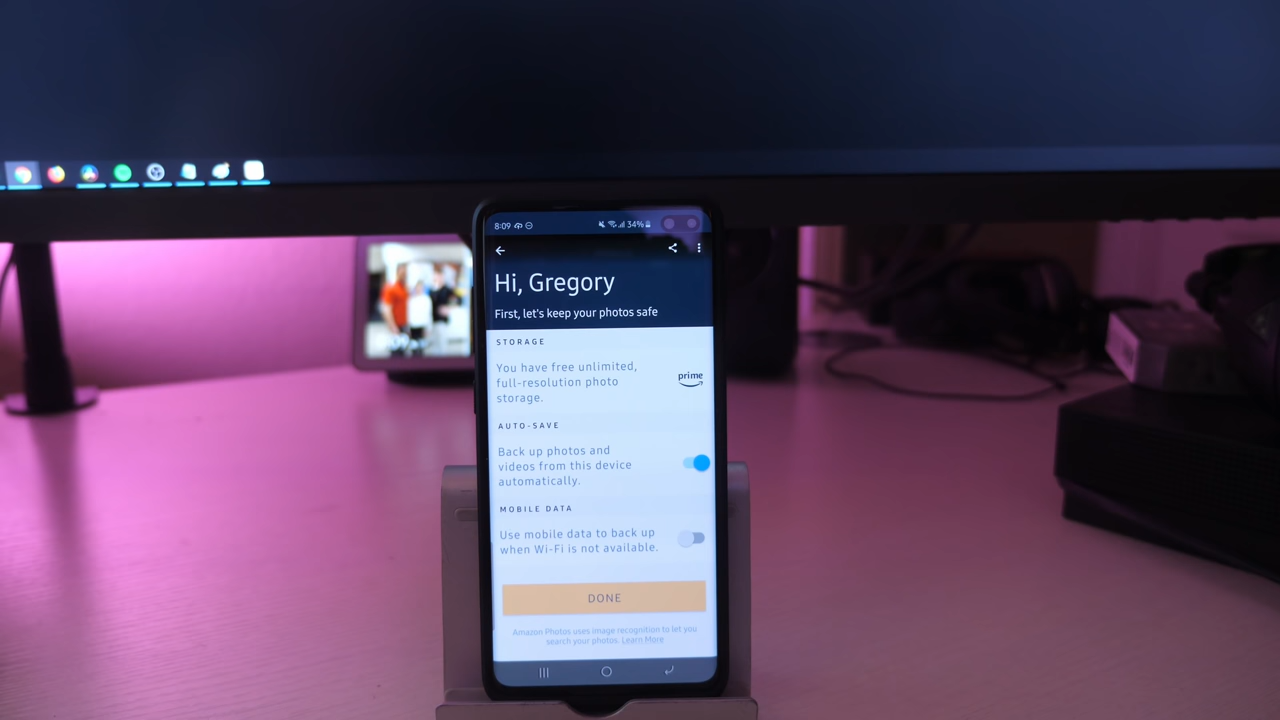 8:09
34%
Hi, Gregory
First, let's keep your photos safe
STORAGE
You have free unlimited,
full-resolution photo
storage.
prime
AUTO-SAVE
Back up photos and
videos from this device
automatically.
MOBILE DATA
Use mobile data to back up
when Wi-Fi is not available.
DONE
Amazon Photos uses image recognition to let you
search your photos. Learn More